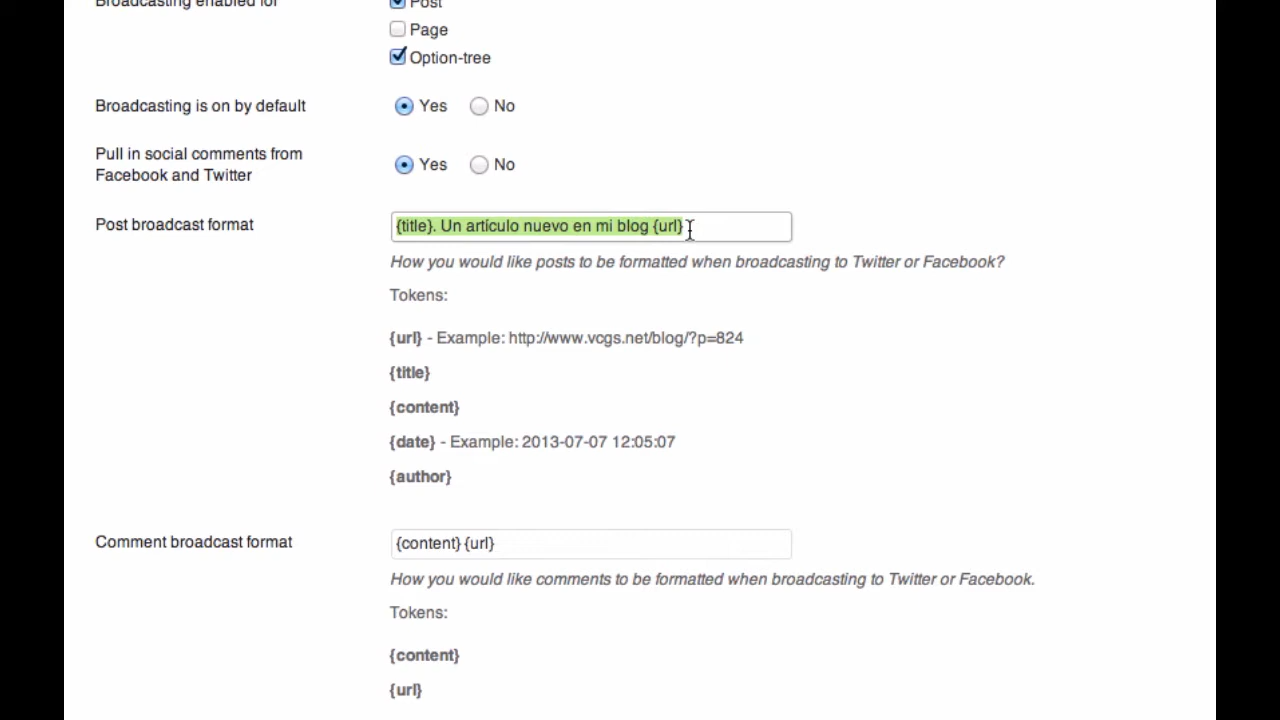 Broadcasting enabled for
Post
Page
Option-tree
Broadcasting is on by default
Yes No
Pull in social comments from
Facebook and Twitter
Yes No
Post broadcast format
{title}. Un artículo nuevo en mi blog {url}
How you would like posts to be formatted when broadcasting to Twitter or Facebook?
Tokens:
{url} - Example: http://www.vcgs.net/blog/?p=824
{title}
{content}
{date} - Example: 2013-07-07 12:05:07
{author}
Comment broadcast format
{content} {url}
How you would like comments to be formatted when broadcasting to Twitter or Facebook.
Tokens:
{content}
{url}